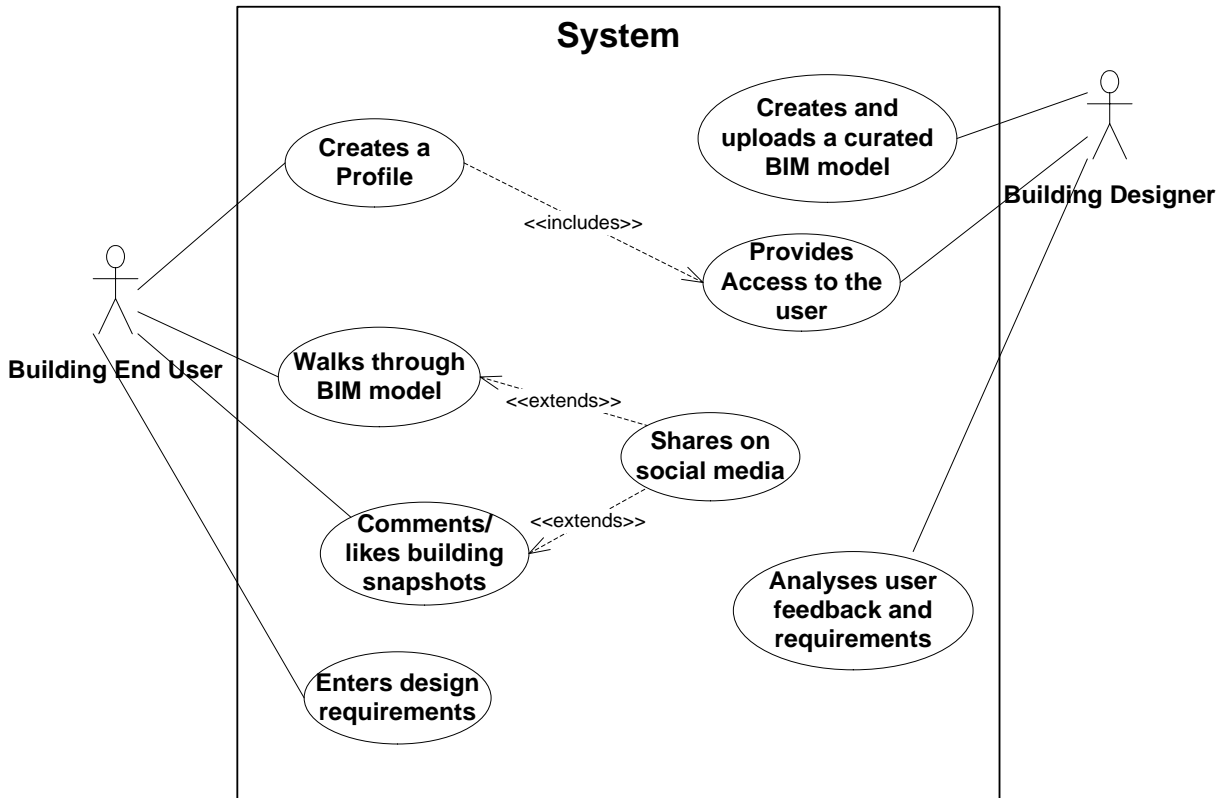 System
Creates and
uploads a curated
BIM model
Creates a
Profile
Building Designer
<<includes>>
Provides
Access to the
user
Building End User
Walks through
BIM model
<<extends>>
Shares on
social media
<<extends>>
Comments/
likes building
snapshots
Analyses user
feedback and
requirements
Enters design
requirements